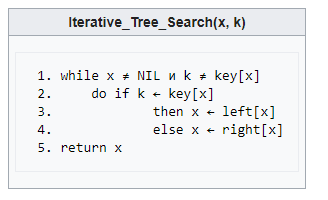 Iterative_Tree_Search(x, k)
1. while x ≠ NIL и k ≠ key[x]
2. do if k ← key[x]
3. then x ← left[x]
4. else x ← right[x]
5. return x